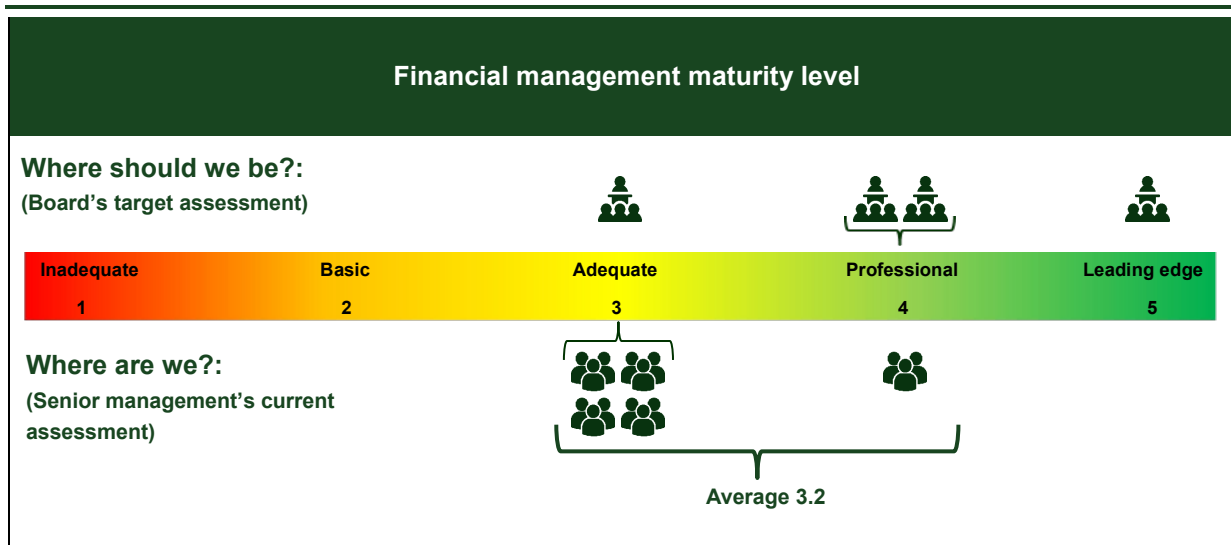 Financial management maturity level
Where should we be?:
(Board's target assessment)
Inadequate Basic Adequate Professional Leading edge
1 2 3 4 5
Where are we?:
(Senior management's current
assessment)
Average 3.2